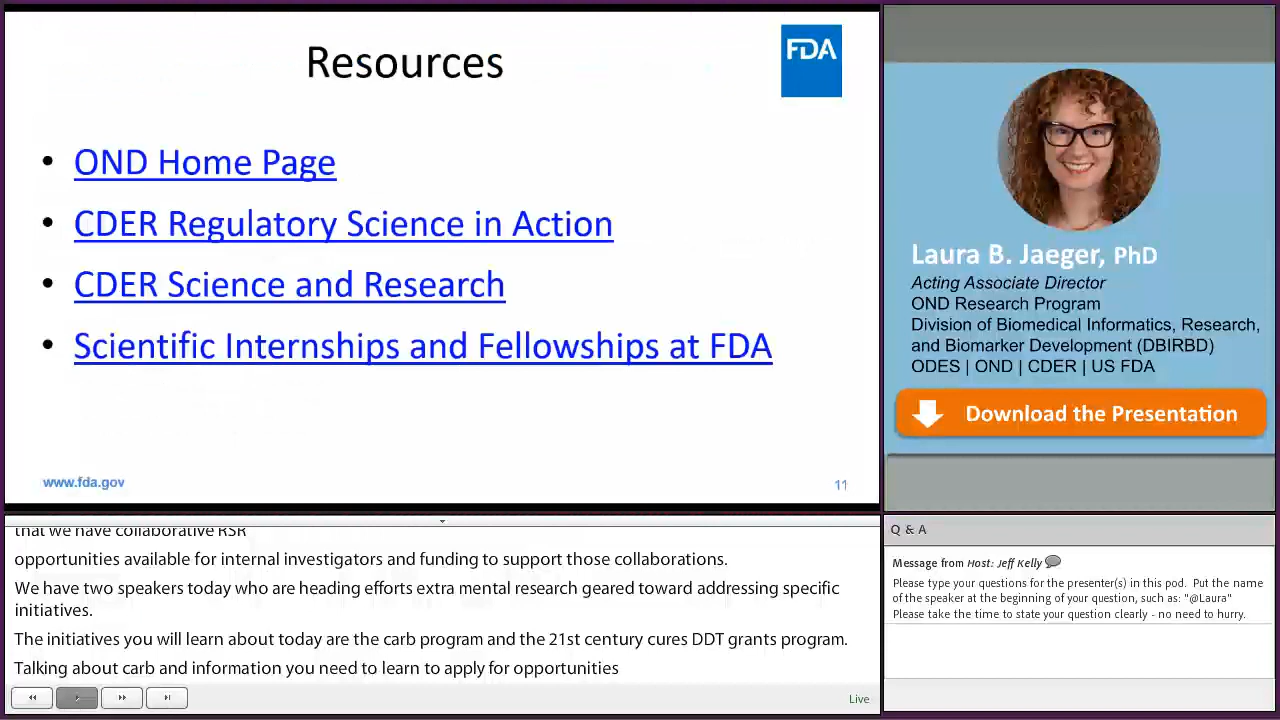 Resources
FDA
• OND Home Page
• CDER Regulatory Science in Action
• CDER Science and Research
• Scientific Internships and Fellowships at FDA
www.fda.gov
11
Laura B. Jaeger, PhD
Acting Associate Director
OND Research Program
Division of Biomedical Informatics, Research,
and Biomarker Development (DBIRBD)
ODES | OND | CDER | US FDA
Download the Presentation
that we have collaborative RSR
opportunities available for internal investigators and funding to support those collaborations.
We have two speakers today who are heading efforts extra mental research geared toward addressing specific
initiatives.
The initiatives you will learn about today are the carb program and the 21st century cures DDT grants program.
Talking about carb and information you need to learn to apply for opportunities
Live
Q & A
Message from Host: Jeff Kelly
Please type your questions for the presenter(s) in this pod. Put the name
of the speaker at the beginning of your question, such as: "@Laura"
Please take the time to state your question clearly - no need to hurry.